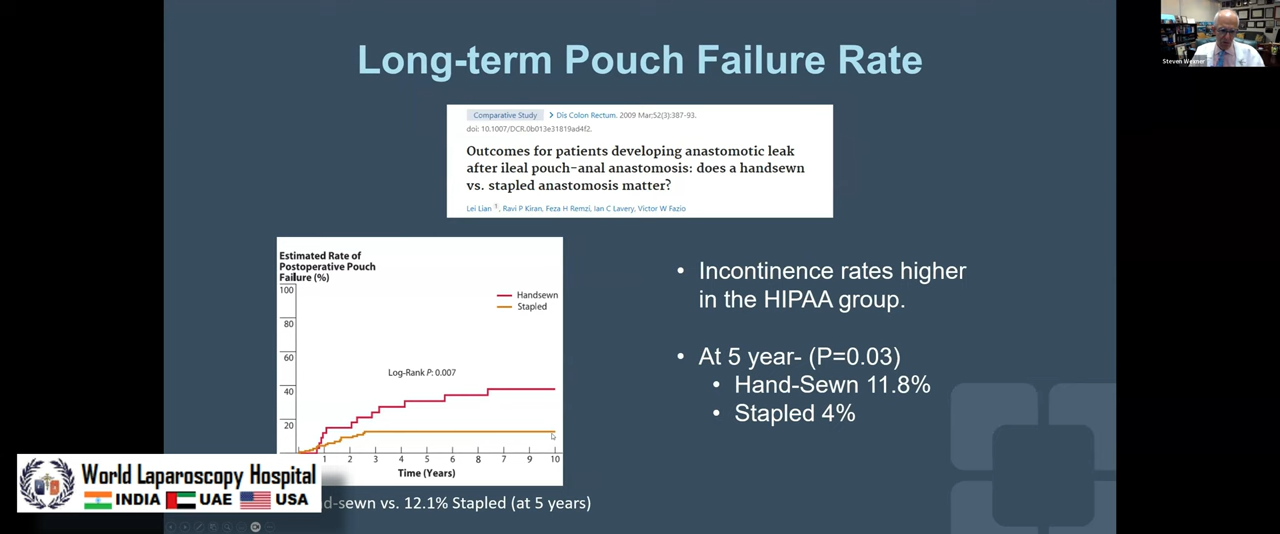 Long-term Pouch Failure Rate
Steven Wexner
Comparative Study > Dis Colon Rectum. 2009 Mar;52(3):387-93.
doi: 10.1007/DCR.0b013e31819ad4f2.
Outcomes for patients developing anastomotic leak
after ileal pouch-anal anastomosis: does a handsewn
vs. stapled anastomosis matter?
Lei Lian, Ravi P Kiran, Feza H Remzi, Ian C Lavery, Victor W Fazio
Estimated Rate of
Postoperative Pouch
Failure (%)
100
80
60
40
20
Handsewn
Stapled
Log-Rank P: 0.007
1 2 3 4 5 6 8 7 9 10
Time (Years)
• Incontinence rates higher
in the HIPAA group.
• At 5 year- (P=0.03)
• Hand-Sewn 11.8%
• Stapled 4%
World Laparoscopy Hospital
INDIA UAE USA
d-sewn vs. 12.1% Stapled (at 5 years)